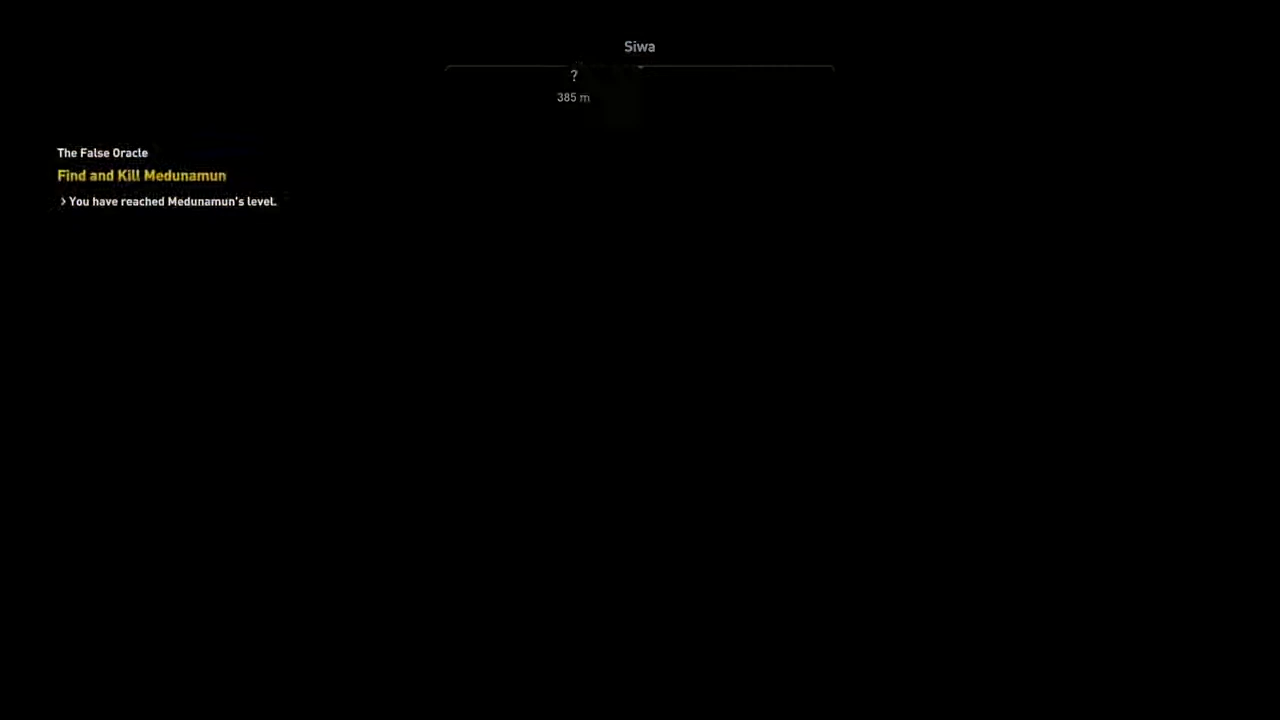 Siwa
?
385 m
The False Oracle
Find and Kill Medunamun
> You have reached Medunamun's level.